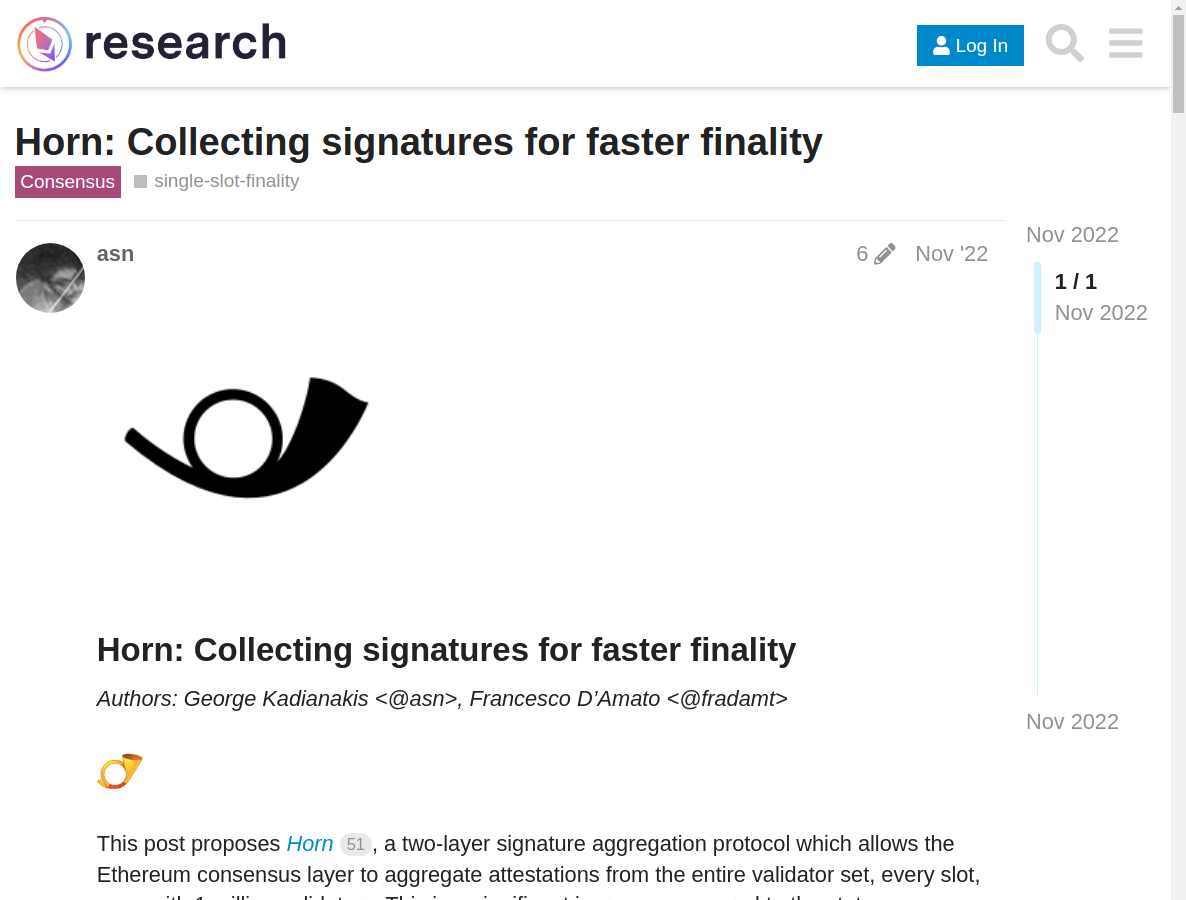 research
Log In
Horn: Collecting signatures for faster finality
Consensus
single-slot-finality
asn
6
Nov '22
Nov 2022
1 / 1
Nov 2022
Nov 2022
Horn: Collecting signatures for faster finality
Authors: George Kadianakis <@asn>, Francesco D’Amato <@fradamt>
This post proposes Horn 51, a two-layer signature aggregation protocol which allows the
Ethereum consensus layer to aggregate attestations from the entire validator set, every slot,